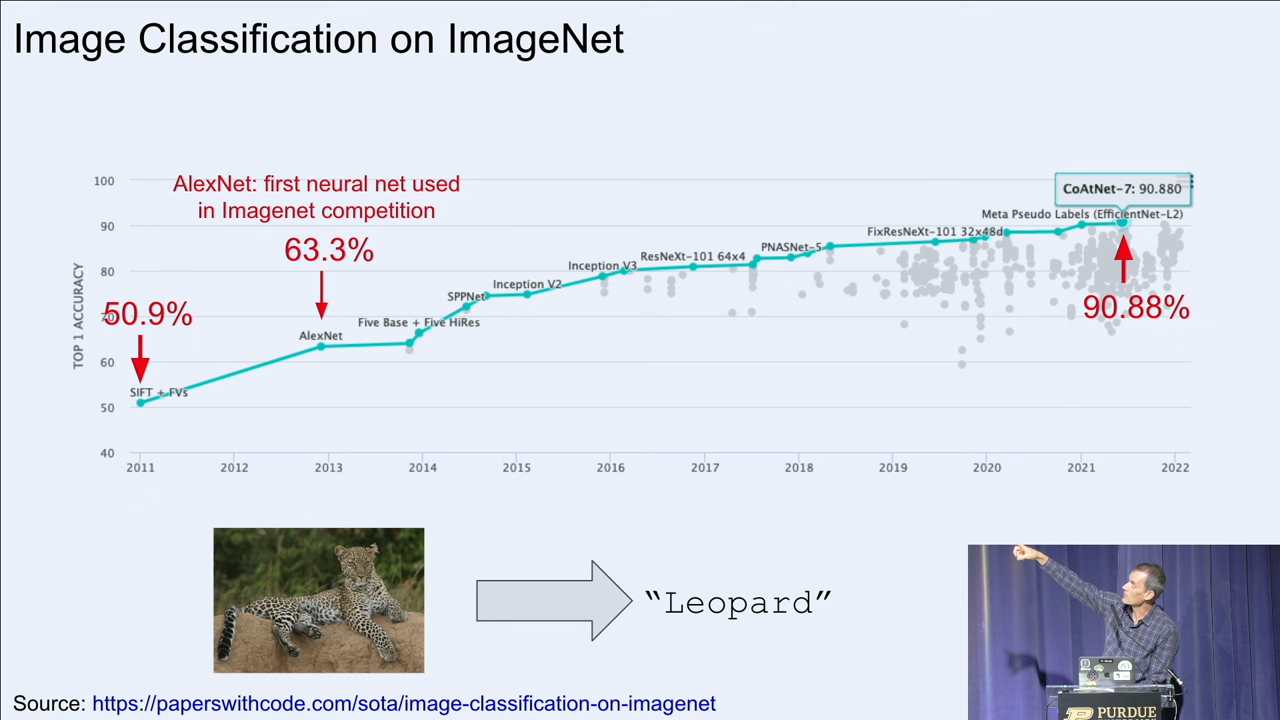 Image Classification on ImageNet
AlexNet: first neural net used
in Imagenet competition
63.3%
50.9%
90.88%
CoAtNet-7: 90.880
Meta Pseudo Labels (EfficientNet-L2)
FixResNeXt-101 32x48d
PNASNet-5
ResNeXt-101 64x4
Inception V3
Inception V2
SPPNet
Five Base + Five HiRes
AlexNet
SIFT + FVs
TOP 1 ACCURACY
100
90
80
70
60
50
40
2011 2012 2013 2014 2015 2016 2017 2018 2019 2020 2021 2022
“Leopard”
PURDUE
Source: https://paperswithcode.com/sota/image-classification-on-imagenet